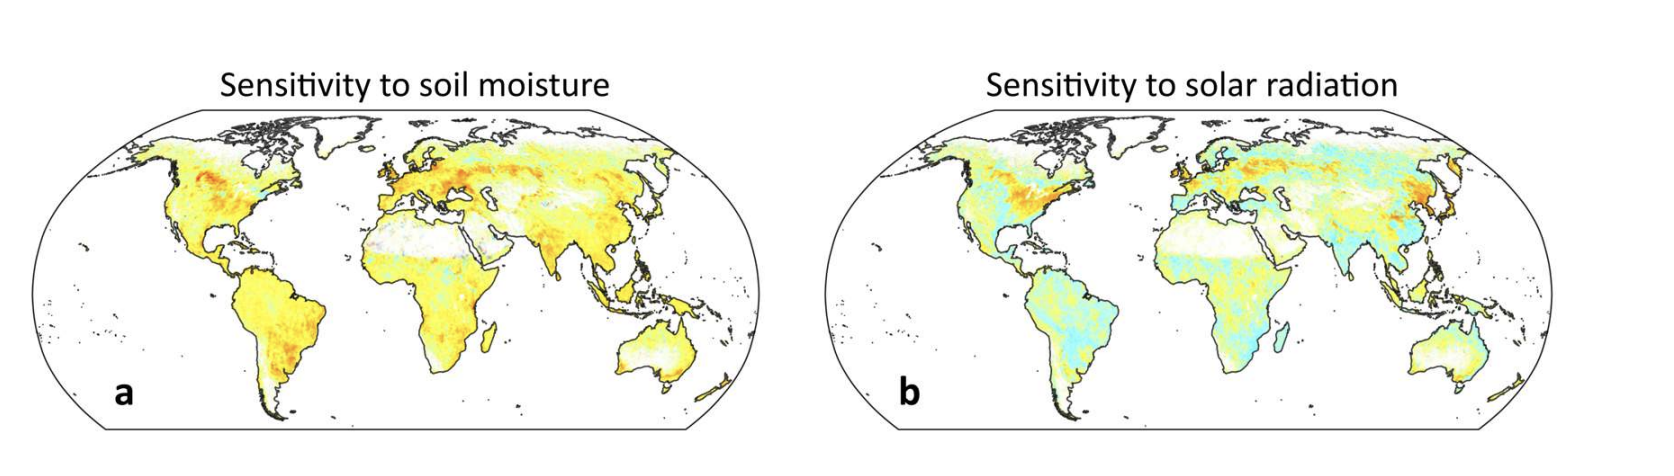 Sensitivity to soil moisture
Sensitivity to solar radiation
a
b